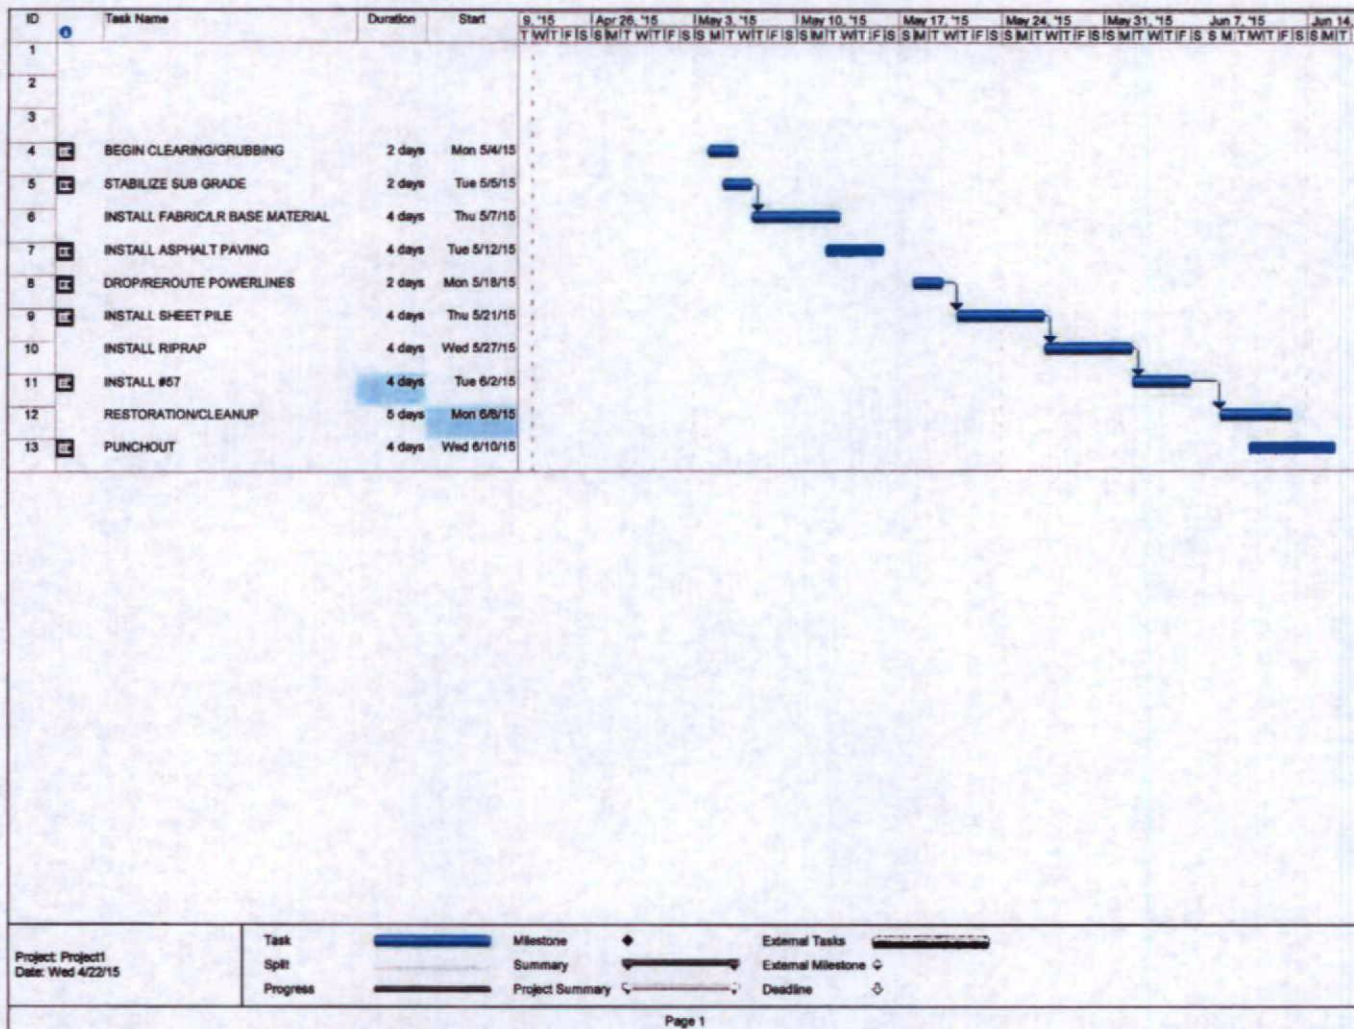 ID Task Name Duration Start 9, '15 Apr 26, '15 May 3, '15 May 10, '15 May 17, '15 May 24, '15 May 31, '15 Jun 7, '15 Jun 14,
T W T F S S M T W T F S S M T W T F S S M T W T F S S M T W T F S S M T W T F S S M T W T F S S M T W T F S S M T W T F S S M T
1
2
3
4 BEGIN CLEARING/GRUBBING 2 days Mon 5/4/15
5 STABILIZE SUB GRADE 2 days Tue 5/5/15
6 INSTALL FABRIC/LR BASE MATERIAL 4 days Thu 5/7/15
7 INSTALL ASPHALT PAVING 4 days Tue 5/12/15
8 DROP/REROUTE POWERLINES 2 days Mon 5/18/15
9 INSTALL SHEET PILE 4 days Thu 5/21/15
10 INSTALL RIPRAP 4 days Wed 5/27/15
11 INSTALL #57 4 days Tue 6/2/15
12 RESTORATION/CLEANUP 5 days Mon 6/8/15
13 PUNCHOUT 4 days Wed 6/10/15
Project: Project1
Date: Wed 4/22/15
Task Milestone External Tasks
Split Summary External Milestone
Progress Project Summary Deadline
Page 1